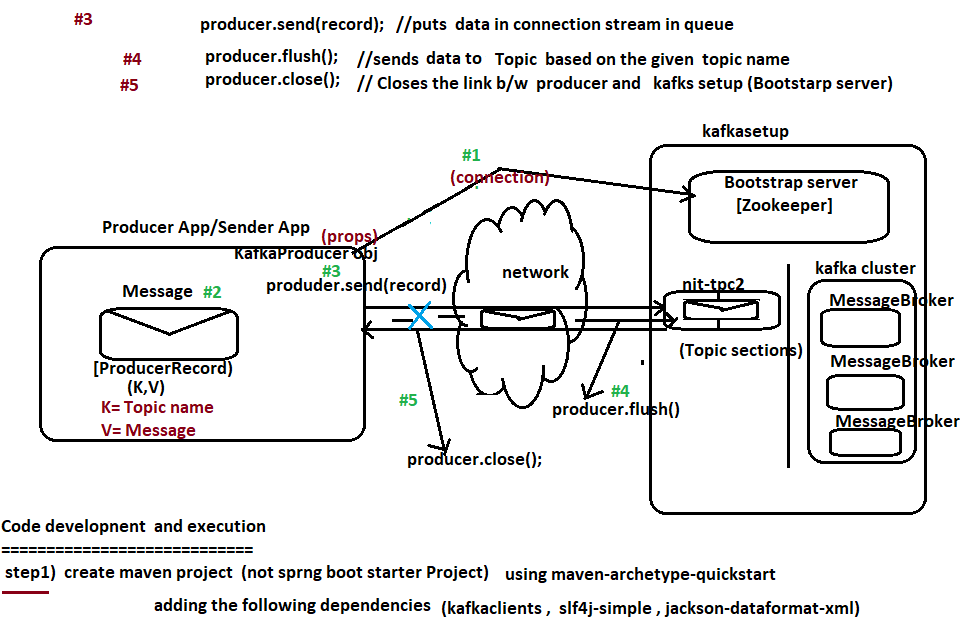 #3 producer.send(record); //puts data in connection stream in queue
#4 producer.flush(); //sends data to Topic based on the given topic name
#5 producer.close(); // Closes the link b/w producer and kafks setup (Bootstarp server)
kafkasetup
#1
(connection)
Bootstrap server
[Zookeeper]
Producer App/Sender App
(props)
KafkaProducer obj
#3
produder.send(record)
network
kafka cluster
nit-tpc2
Message #2
MessageBroker
(Topic sections)
MessageBroker
[ProducerRecord)
(K,V)
K= Topic name
V= Message
#5
#4
producer.flush()
MessageBroker
producer.close();
Code developnent and execution
============================
step1) create maven project (not sprng boot starter Project) using maven-archetype-quickstart
adding the following dependencies (kafkaclients , slf4j-simple , jackson-dataformat-xml)